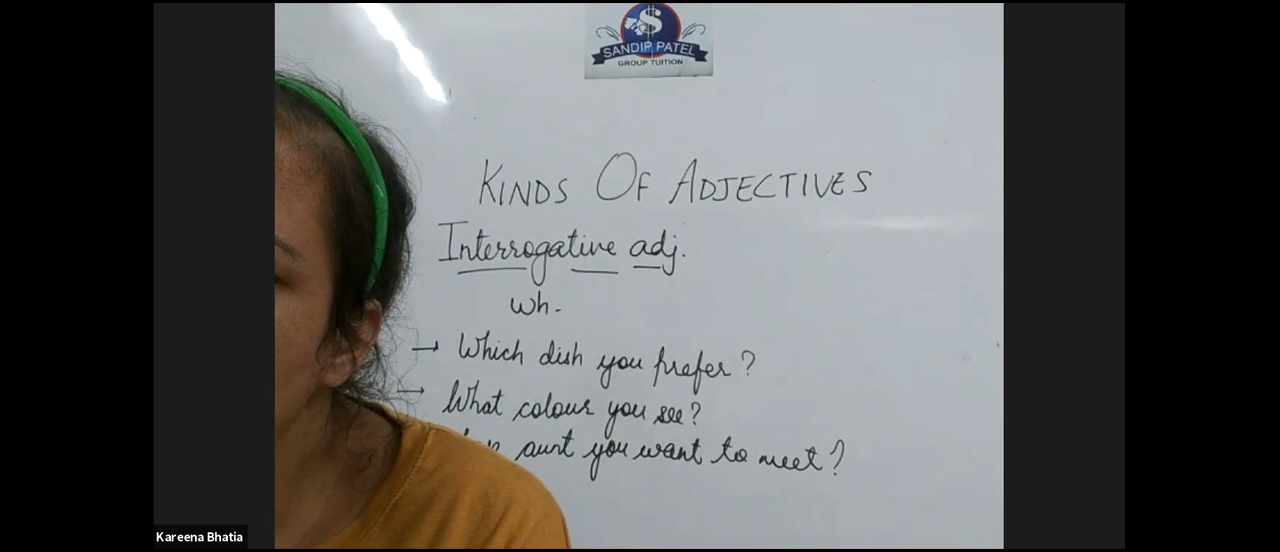 SANDIP PATEL
GROUP TUITION
KINDS OF ADJECTIVES
Interrogative adj.
Wh-
→ Which dish you prefer?
→ What colour you see?
aunt you want to meet?
Kareena Bhatia